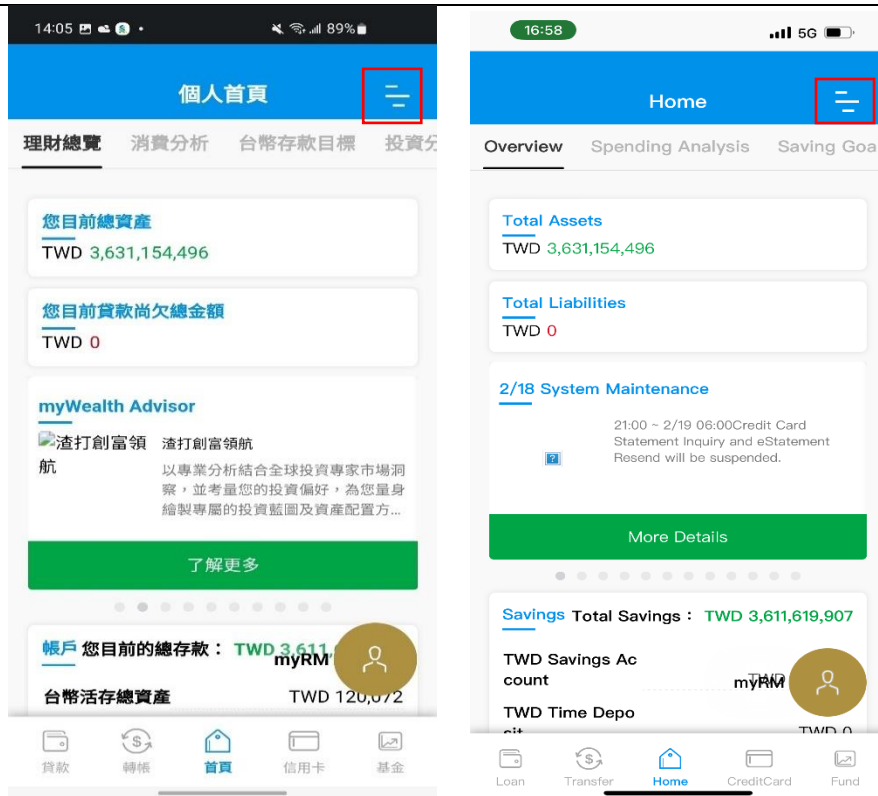 14:05
89%
個人首頁
理財總覽 消費分析 台幣存款目標 投資分
您目前總資產
TWD 3,631,154,496
您目前貸款尚欠總金額
TWD 0
myWealth Advisor
渣打創富領航
渣打創富領航
以專業分析結合全球投資專家市場洞
察，並考量您的投資偏好，為您量身
繪製專屬的投資藍圖及資產配置方...
了解更多
帳戶 您目前的總存款： TWD 3,611,
myRM
台幣活存總資產 TWD 120,072
貸款 轉帳 首頁 信用卡 基金
16:58
5G
Home
Overview Spending Analysis Saving Goa
Total Assets
TWD 3,631,154,496
Total Liabilities
TWD 0
2/18 System Maintenance
21:00 ~ 2/19 06:00Credit Card
Statement Inquiry and eStatement
Resend will be suspended.
More Details
Savings Total Savings： TWD 3,611,619,907
TWD Savings Ac
count
myRM
TWD Time Depo
sit TWD 0
Loan Transfer Home CreditCard Fund